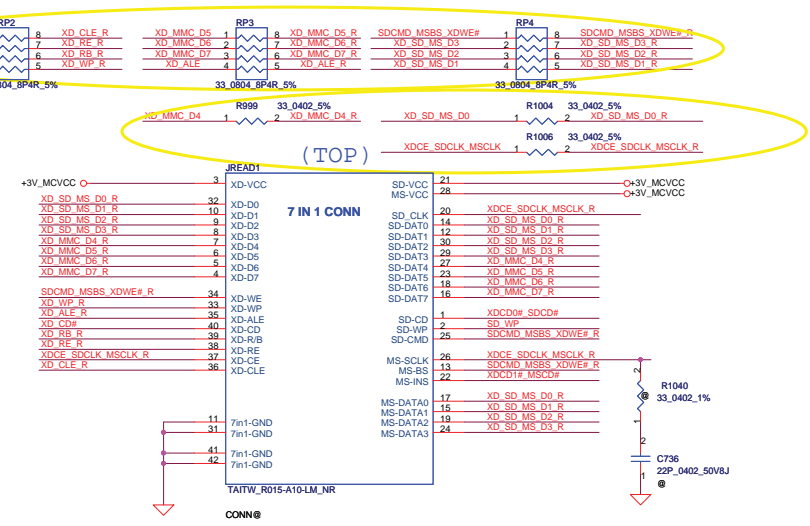 RP2 RP3 RP4
8 XD_CLE_R XD_MMC_D5 1 8 XD_MMC_D5_R SDCMD_MSBS_XDWE# 1 8 SDCMD_MSBS_XDWE#_R
7 XD_RE_R XD_MMC_D6 2 7 XD_MMC_D6_R XD_SD_MS_D3 2 7 XD_SD_MS_D3_R
6 XD_RB_R XD_MMC_D7 3 6 XD_MMC_D7_R XD_SD_MS_D2 3 6 XD_SD_MS_D2_R
5 XD_WP_R XD_ALE 4 5 XD_ALE_R XD_SD_MS_D1 4 5 XD_SD_MS_D1_R
0804_8P4R_5% 33_0804_8P4R_5% 33_0804_8P4R_5%
R999 33_0402_5% R1004 33_0402_5%
XD_MMC_D4 1 2 XD_MMC_D4_R XD_SD_MS_D0 1 2 XD_SD_MS_D0_R
R1006 33_0402_5%
XDCE_SDCLK_MSCLK 1 2 XDCE_SDCLK_MSCLK_R
(TOP)
JREAD1
7 IN 1 CONN
+3V_MCVCC 3 XD-VCC
XD_SD_MS_D0_R 32 XD-D0
XD_SD_MS_D1_R 10 XD-D1
XD_SD_MS_D2_R 9 XD-D2
XD_SD_MS_D3_R 8 XD-D3
XD_MMC_D4_R 7 XD-D4
XD_MMC_D5_R 6 XD-D5
XD_MMC_D6_R 5 XD-D6
XD_MMC_D7_R 4 XD-D7
SDCMD_MSBS_XDWE#_R 34 XD-WE
XD_WP_R 33 XD-WP
XD_ALE_R 35 XD-ALE
XD_CD# 40 XD-CD
XD_RB_R 39 XD-R/B
XD_RE_R 38 XD-RE
XDCE_SDCLK_MSCLK_R 37 XD-CE
XD_CLE_R 36 XD-CLE
11 7in1-GND
31 7in1-GND
41 7in1-GND
42 7in1-GND
SD-VCC 21 +3V_MCVCC
MS-VCC 28 +3V_MCVCC
SD_CLK 20 XDCE_SDCLK_MSCLK_R
SD-DAT0 14 XD_SD_MS_D0_R
SD-DAT1 12 XD_SD_MS_D1_R
SD-DAT2 30 XD_SD_MS_D2_R
SD-DAT3 29 XD_SD_MS_D3_R
SD-DAT4 27 XD_MMC_D4_R
SD-DAT5 23 XD_MMC_D5_R
SD-DAT6 18 XD_MMC_D6_R
SD-DAT7 16 XD_MMC_D7_R
SD-CD 1 XDCD0#_SDCD#
SD-WP 2 SD_WP
SD-CMD 25 SDCMD_MSBS_XDWE#_R
MS-SCLK 26 XDCE_SDCLK_MSCLK_R
MS-BS 13 SDCMD_MSBS_XDWE#_R
MS-INS 22 XDCD1#_MSCD#
MS-DATA0 17 XD_SD_MS_D0_R
MS-DATA1 15 XD_SD_MS_D1_R
MS-DATA2 19 XD_SD_MS_D2_R
MS-DATA3 24 XD_SD_MS_D3_R
2
R1040
@ 33_0402_1%
1
2
C736
22P_0402_50V8J
1 @
TAITW_R015-A10-LM_NR
CONN@